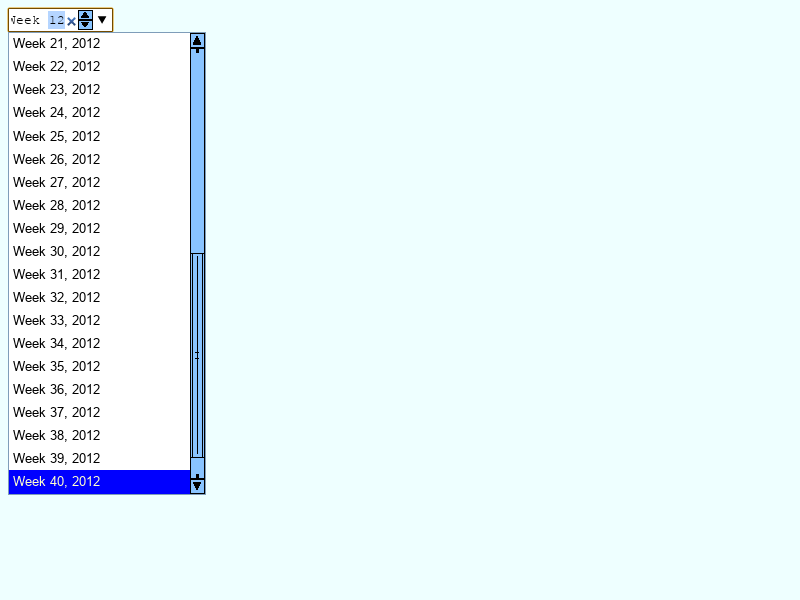 Week 12
Week 21, 2012
Week 22, 2012
Week 23, 2012
Week 24, 2012
Week 25, 2012
Week 26, 2012
Week 27, 2012
Week 28, 2012
Week 29, 2012
Week 30, 2012
Week 31, 2012
Week 32, 2012
Week 33, 2012
Week 34, 2012
Week 35, 2012
Week 36, 2012
Week 37, 2012
Week 38, 2012
Week 39, 2012
Week 40, 2012